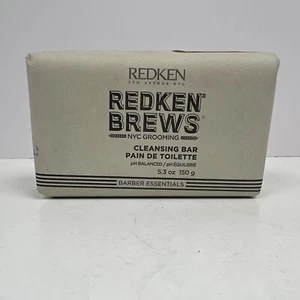 REDKEN
5TH AVENUE NYC
REDKEN™
BREWS
NYC GROOMING
CLEANSING BAR
PAIN DE TOILETTE
pH BALANCED / pH ÉQUILIBRÉ
5.3 oz 150 g
BARBER ESSENTIALS